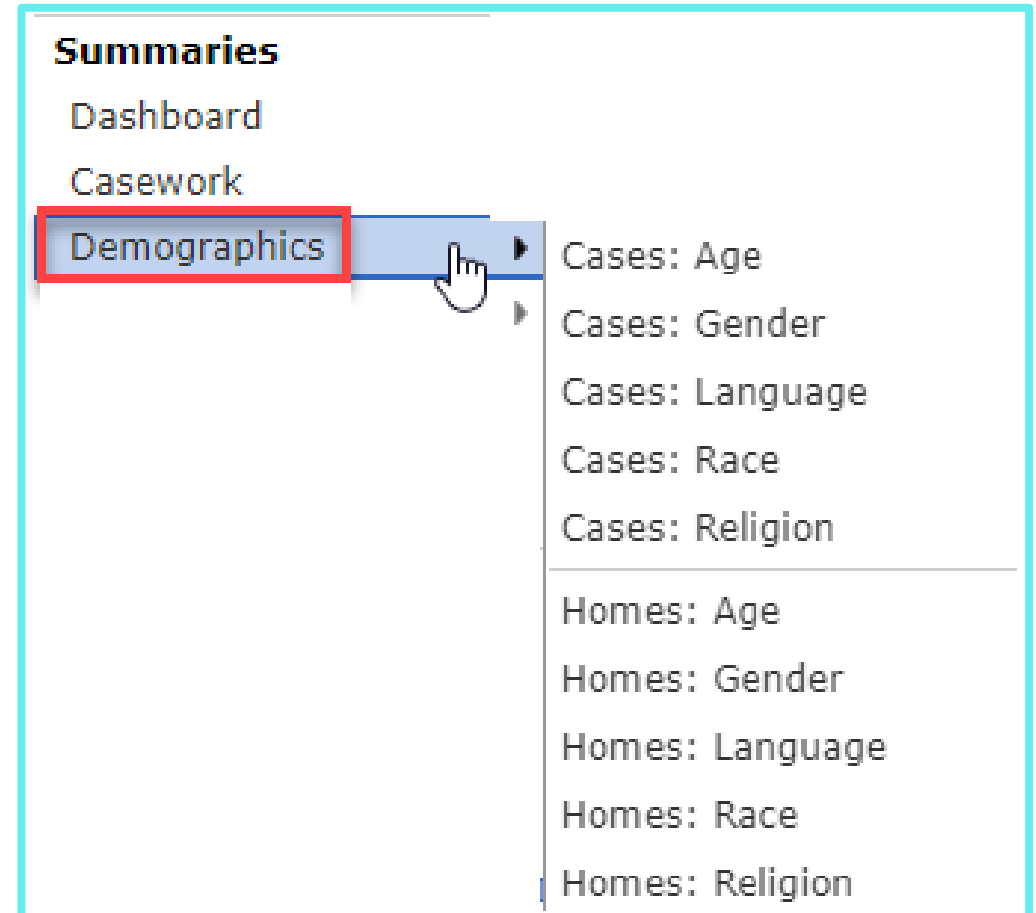 Summaries
Dashboard
Casework
Demographics
Cases: Age
Cases: Gender
Cases: Language
Cases: Race
Cases: Religion
Homes: Age
Homes: Gender
Homes: Language
Homes: Race
Homes: Religion